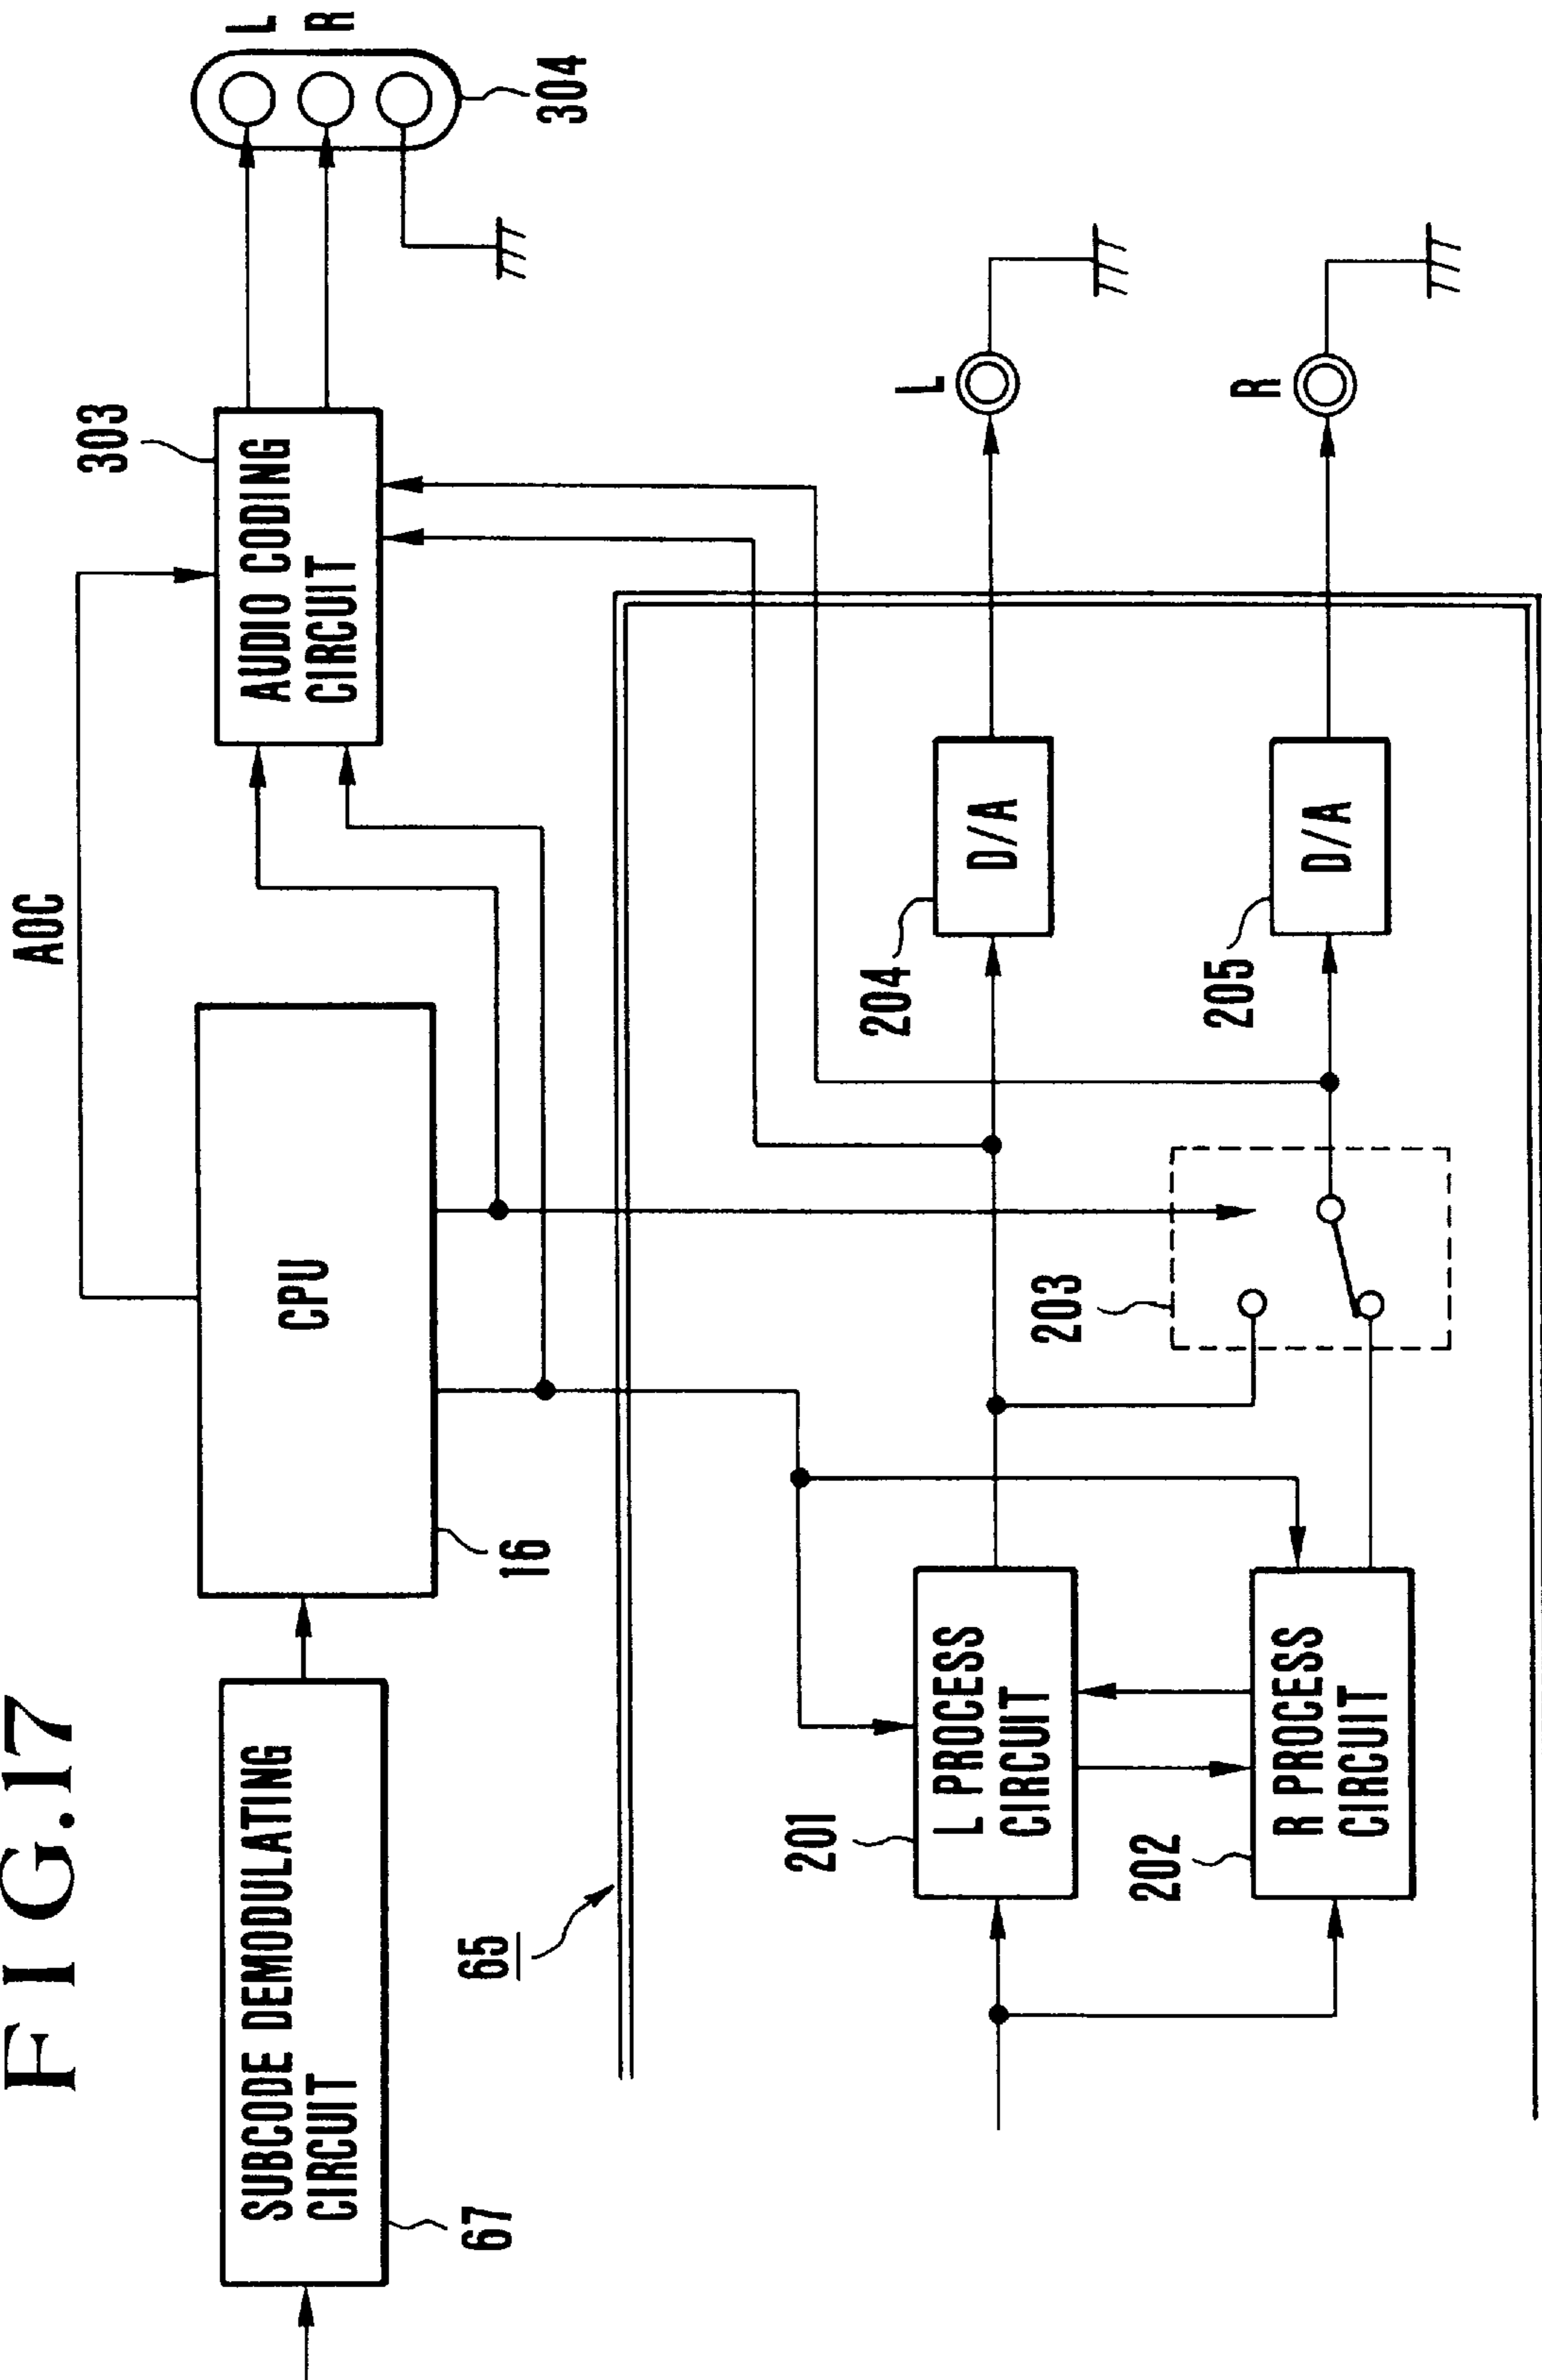 FIG.17
AOC
303
L
R
SUBCODE DEMODULATING
CIRCUIT
CPU
AUDIO CODING
CIRCUIT
67
16
304
65
201
L PROCESS
CIRCUIT
204
D/A
L
203
202
R PROCESS
CIRCUIT
205
D/A
R